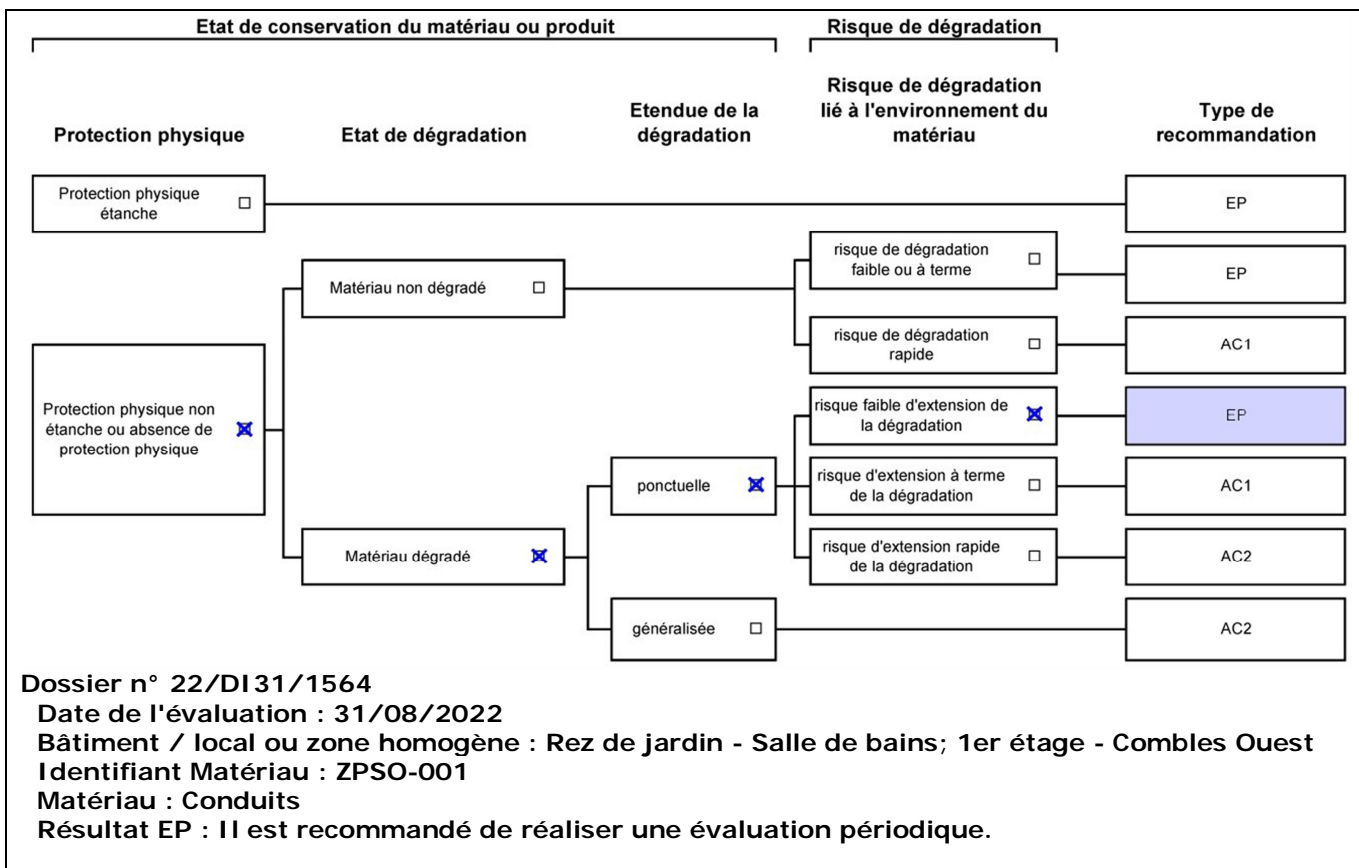 Etat de conservation du matériau ou produit
Risque de dégradation
Protection physique
Etat de dégradation
Etendue de la
dégradation
Risque de dégradation
lié à l'environnement du
matériau
Type de
recommandation
Protection physique
étanche
EP
Matériau non dégradé
risque de dégradation
faible ou à terme
EP
risque de dégradation
rapide
AC1
Protection physique non
étanche ou absence de
protection physique
risque faible d'extension de
la dégradation
EP
ponctuelle
risque d'extension à terme
de la dégradation
AC1
Matériau dégradé
risque d'extension rapide
de la dégradation
AC2
généralisée
AC2
Dossier n° 22/DI31/1564
Date de l'évaluation : 31/08/2022
Bâtiment / local ou zone homogène : Rez de jardin - Salle de bains; 1er étage - Combles Ouest
Identifiant Matériau : ZPSO-001
Matériau : Conduits
Résultat EP : Il est recommandé de réaliser une évaluation périodique.